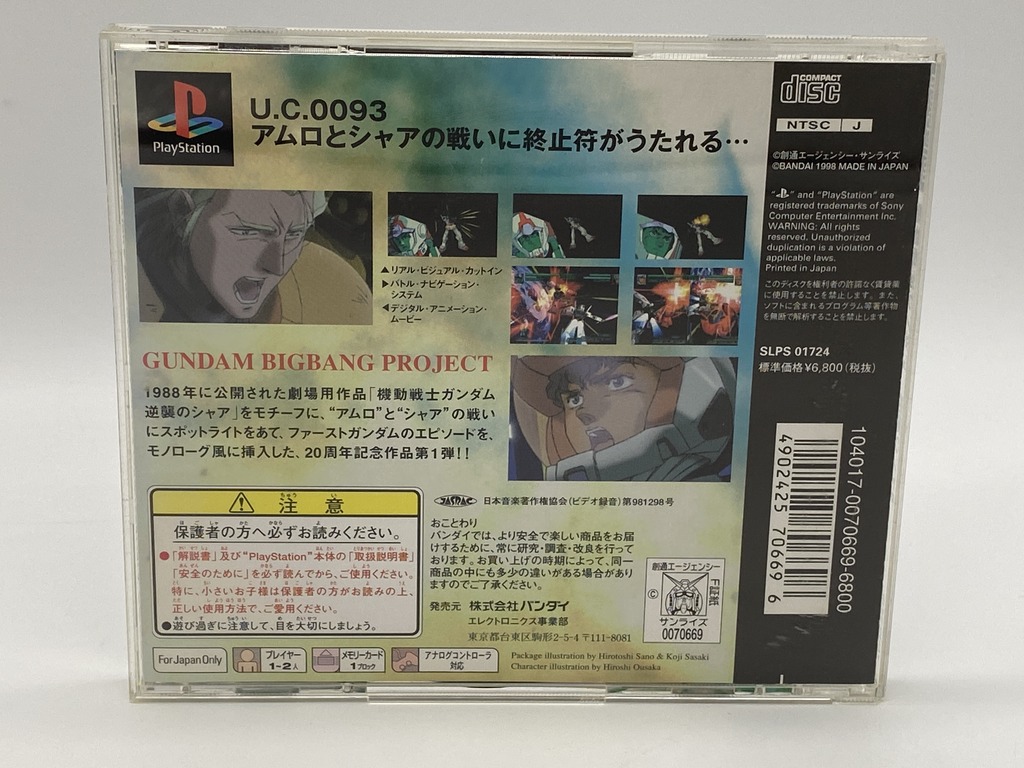 PlayStation
U.C.0093
アムロとシャアの戦いに終止符がうたれる…
▲リアル・ビジュアル・カットイン
▶バトル・ナビゲーション・
システム
◀デジタル・アニメーション・
ムービー
GUNDAM BIGBANG PROJECT
1988年に公開された劇場用作品「機動戦士ガンダム
逆襲のシャア」をモチーフに、“アムロ”と“シャア”の戦い
にスポットライトをあて、ファーストガンダムのエピソードを、
モノローグ風に挿入した、20周年記念作品第1弾!!
注意
ちゅう い
保護者の方へ必ずお読みください。
●「解説書」及び“PlayStation”本体の「取扱説明書」
「安全のために」を必ず読んでから、ご使用ください。
特に、小さいお子様は保護者の方がお読みの上、
正しい使用方法で、ご愛用ください。
●遊び過ぎに注意して、目を大切にしましょう。
For Japan Only
プレイヤー
1-2人
メモリーカード
1ブロック
アナログコントローラ
対応
JASRAC
日本音楽著作権協会(ビデオ録音)第981298号
おことわり
バンダイでは、より安全で楽しい商品をお届
けするために、常に研究・調査・改良を行って
おります。お買い上げの時期によって、同一
商品の中にも多少の違いがある場合があり
ますのでご了承ください。
発売元 株式会社バンダイ
エレクトロニクス事業部
東京都台東区駒形2-5-4 〒111-8081
Package illustration by Hirotoshi Sano & Koji Sasaki
Character illustration by Hiroshi Ousaka
創通エージェンシー
©
証紙
サンライズ
0070669
COMPACT
disc
NTSC J
©創通エージェンシー・サンライズ
©BANDAI 1998 MADE IN JAPAN
" " and "PlayStation" are
registered trademarks of Sony
Computer Entertainment Inc.
WARNING: All rights
reserved. Unauthorized
duplication is a violation of
applicable laws.
Printed in Japan
このディスクを権利者の許諾なく賃貸業
に使用することを禁止します。また、
ソフトに含まれるプログラム等著作物
を無断で解析することを禁止します。
SLPS 01724
標準価格¥6,800(税抜)
4902425 70669 6
104017-0070669-6800